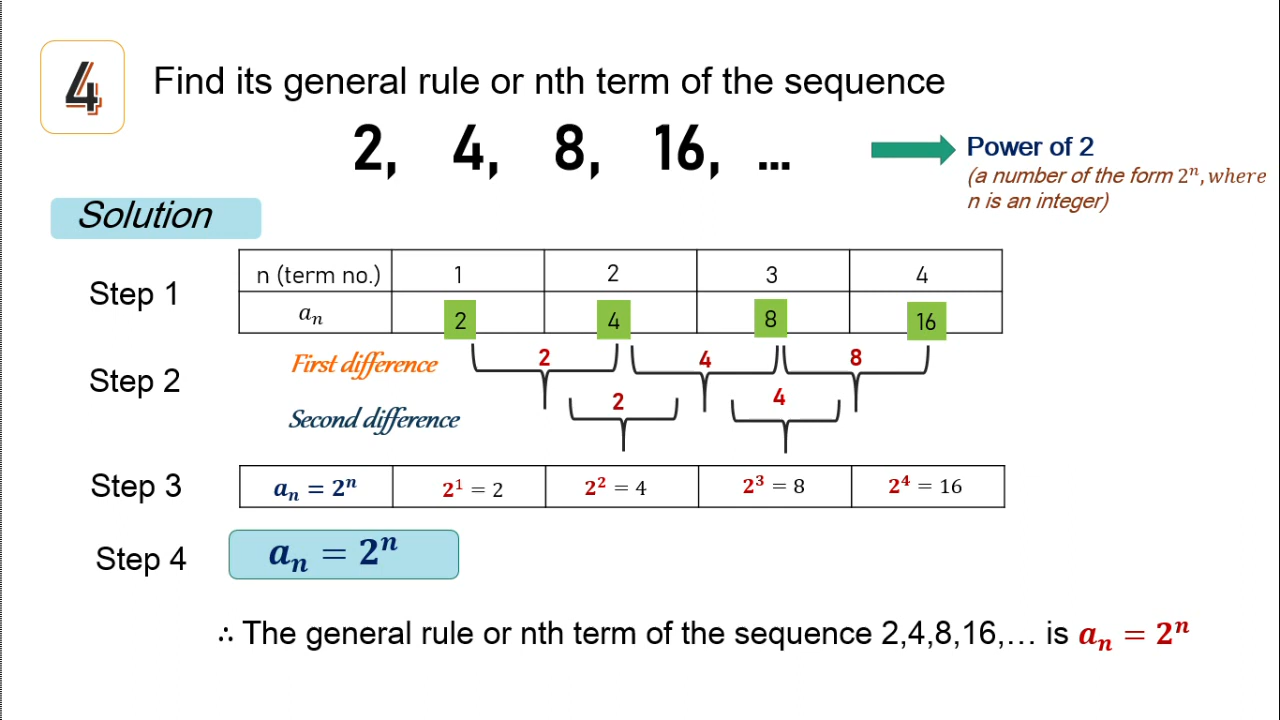 4
Find its general rule or nth term of the sequence
2, 4, 8, 16, ...
Power of 2
(a number of the form 2ⁿ, where
n is an integer)
Solution
Step 1
n (term no.) 1 2 3 4
aₙ 2 4 8 16
Step 2
First difference 2 4 8
Second difference 2 4
Step 3
aₙ = 2ⁿ 2¹ = 2 2² = 4 2³ = 8 2⁴ = 16
Step 4
aₙ = 2ⁿ
∴ The general rule or nth term of the sequence 2,4,8,16,… is aₙ = 2ⁿ